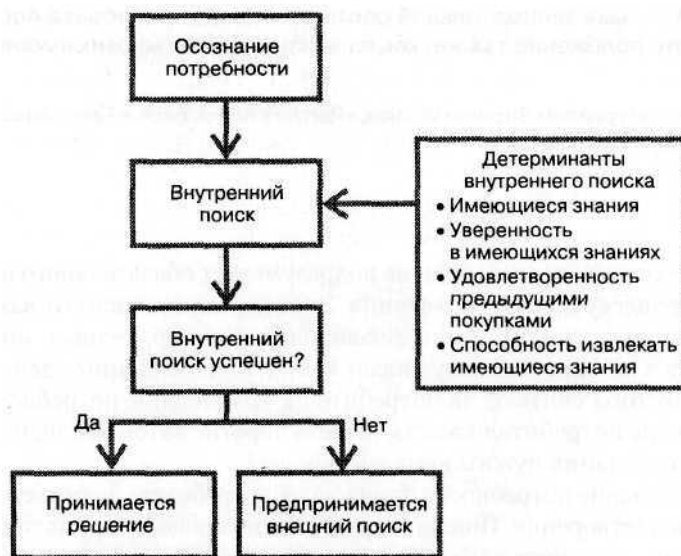 Осознание
потребности
Внутренний
поиск
Детерминанты
внутреннего поиска
• Имеющиеся знания
• Уверенность
в имеющихся знаниях
• Удовлетворенность
предыдущими
покупками
• Способность извлекать
имеющиеся знания
Внутренний
поиск успешен?
Да
Нет
Принимается
решение
Предпринимается
внешний поиск